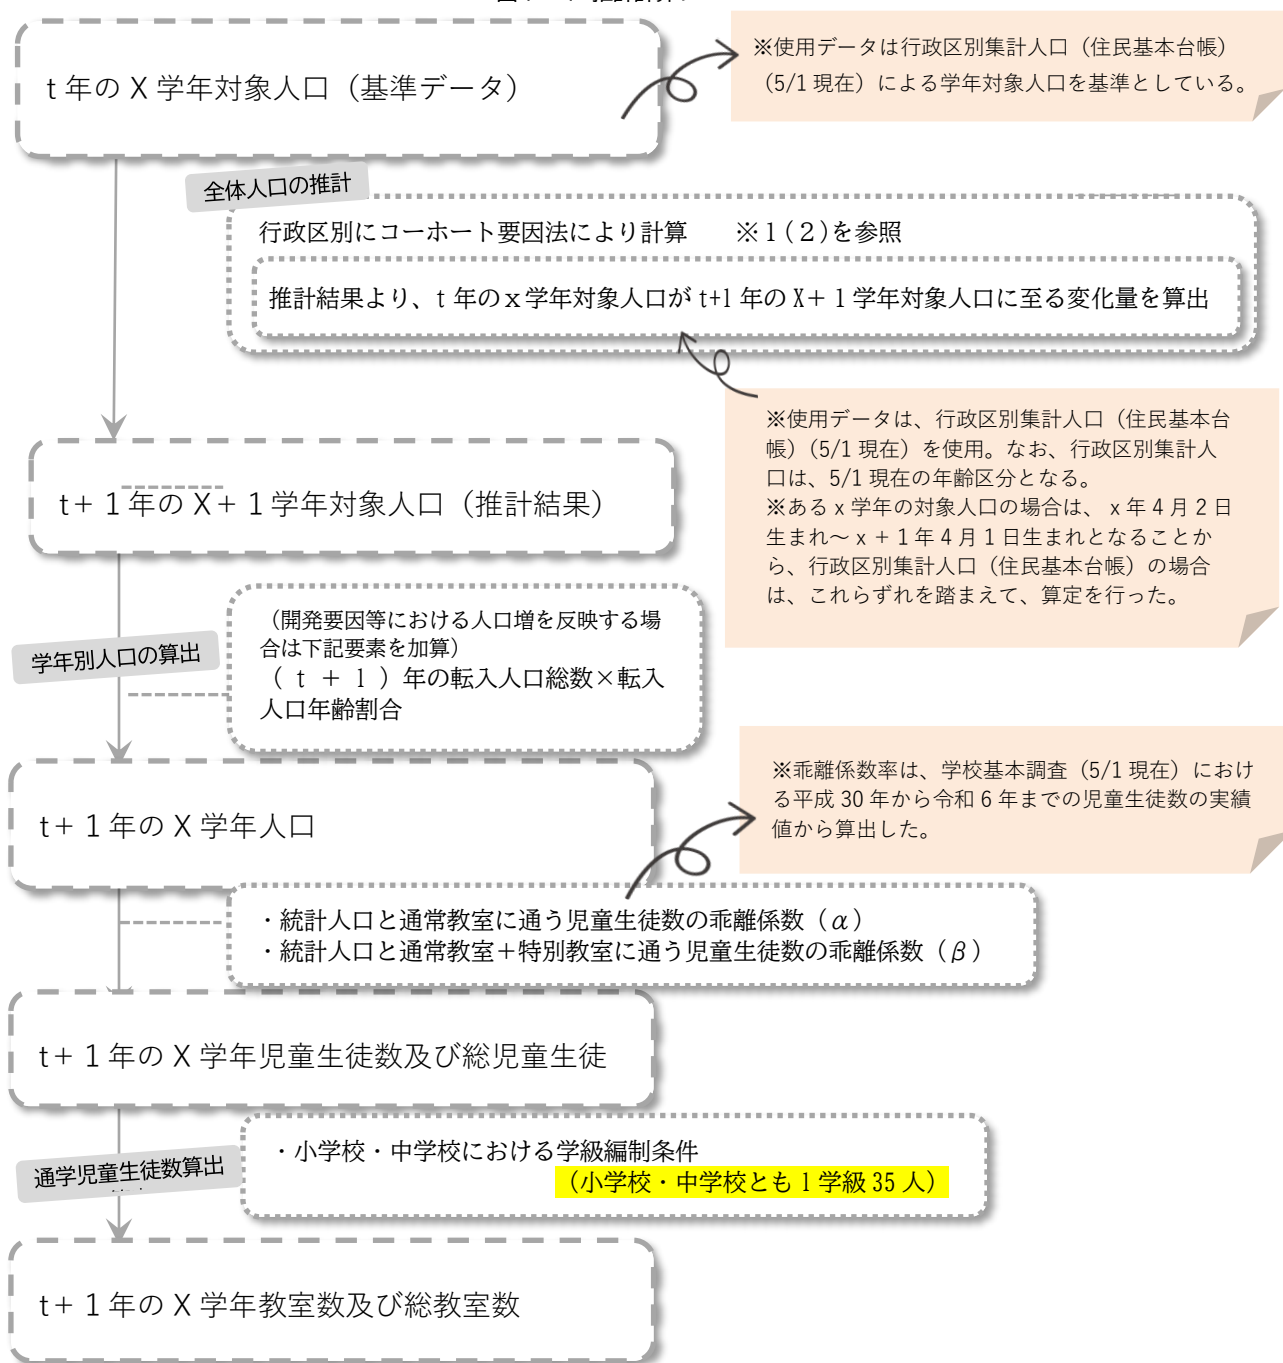 t 年の X 学年対象人口（基準データ）
※使用データは行政区別集計人口（住民基本台帳）
（5/1 現在）による学年対象人口を基準としている。
全体人口の推計
行政区別にコーホート要因法により計算　※１(２)を参照
推計結果より、t 年のｘ学年対象人口が t+1 年の X＋１学年対象人口に至る変化量を算出
※使用データは、行政区別集計人口（住民基本台
帳）（5/1 現在）を使用。なお、行政区別集計人
口は、5/1 現在の年齢区分となる。
※ある x 学年の対象人口の場合は、ｘ年４月２日
生まれ～ｘ＋１年４月１日生まれとなることか
ら、行政区別集計人口（住民基本台帳）の場合
は、これらずれを踏まえて、算定を行った。
t＋１年の X＋１学年対象人口（推計結果）
学年別人口の算出
（開発要因等における人口増を反映する場
合は下記要素を加算）
（ t ＋ 1 ）年の転入人口総数×転入
人口年齢割合
t＋１年の X 学年人口
※乖離係数率は、学校基本調査（5/1 現在）におけ
る平成 30 年から令和 6 年までの児童生徒数の実績
値から算出した。
・統計人口と通常教室に通う児童生徒数の乖離係数（α）
・統計人口と通常教室＋特別教室に通う児童生徒数の乖離係数（β）
t＋１年の X 学年児童生徒数及び総児童生徒
通学児童生徒数算出
・小学校・中学校における学級編制条件
（小学校・中学校とも 1 学級 35 人）
t＋１年の X 学年教室数及び総教室数